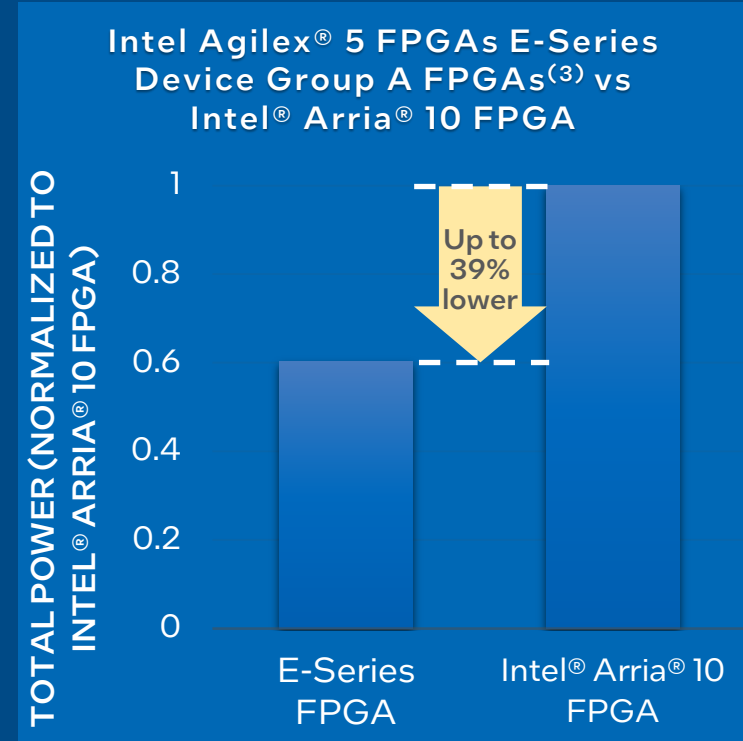 Intel Agilex® 5 FPGAs E-Series
Device Group A FPGAs⁽³⁾ vs
Intel® Arria® 10 FPGA
TOTAL POWER (NORMALIZED TO
INTEL® ARRIA® 10 FPGA)
1
0.8
0.6
0.4
0.2
0
Up to
39%
lower
E-Series
FPGA
Intel® Arria® 10
FPGA